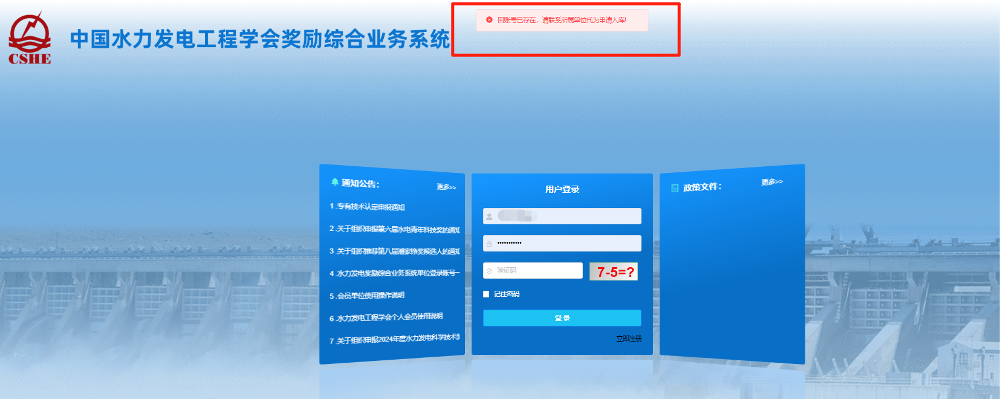 因账号已存在，请联系所属单位代为申请入库!
中国水力发电工程学会奖励综合业务系统
CSHE
通知公告：
更多>>
1 .专有技术认定申报通知
2 .关于组织申报第六届水电青年科技奖的通知
3 .关于组织推荐第八届潘家铮奖候选人的通知
4 .水力发电奖励综合业务系统单位登录账号一
5 .会员单位使用操作说明
6 .水力发电工程学会个人会员使用说明
7 .关于组织申报2024年度水力发电科学技术奖
用户登录
•••••••••••
验证码
7-5=?
记住密码
登 录
立即注册
政策文件：
更多>>